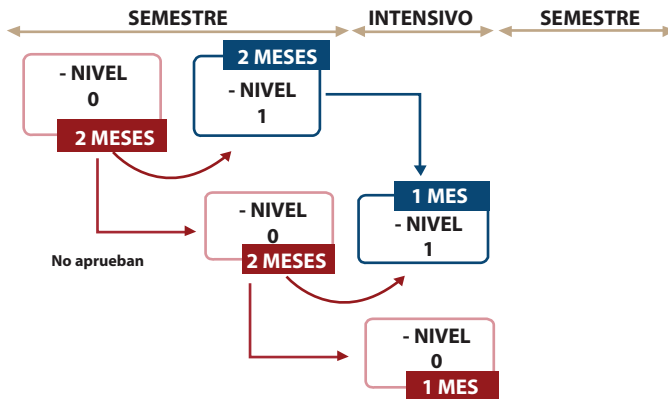 SEMESTRE
INTENSIVO
SEMESTRE
- NIVEL
0
2 MESES
2 MESES
- NIVEL
1
- NIVEL
0
2 MESES
1 MES
- NIVEL
1
No aprueban
- NIVEL
0
1 MES